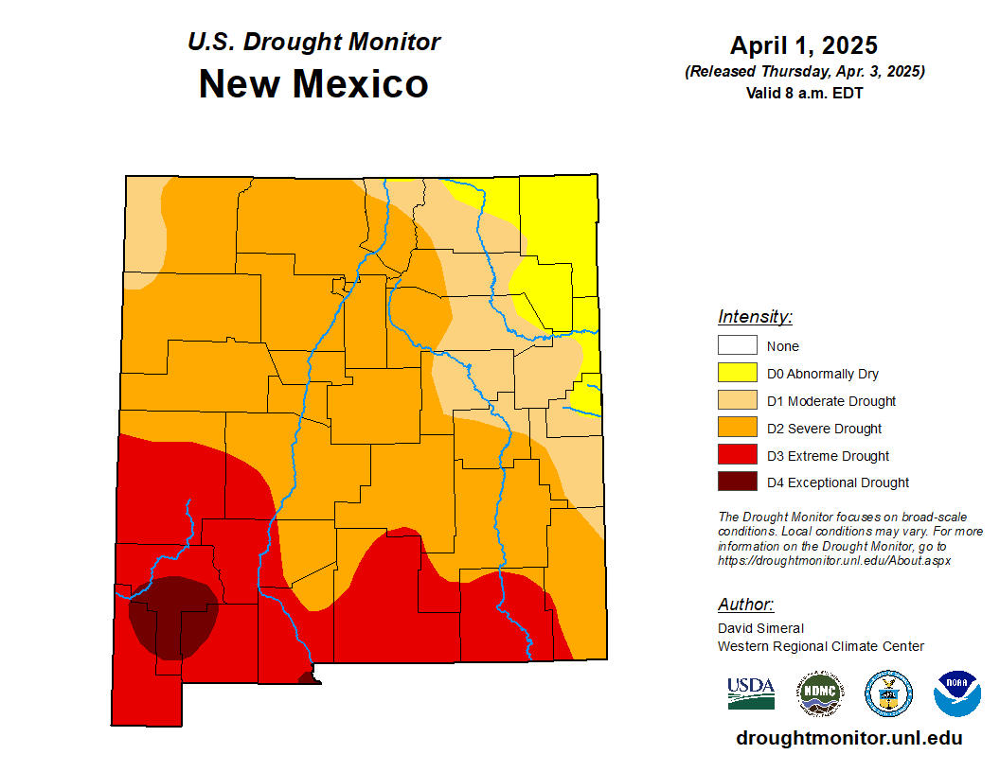 U.S. Drought Monitor
New Mexico
April 1, 2025
(Released Thursday, Apr. 3, 2025)
Valid 8 a.m. EDT
Intensity:
None
D0 Abnormally Dry
D1 Moderate Drought
D2 Severe Drought
D3 Extreme Drought
D4 Exceptional Drought
The Drought Monitor focuses on broad-scale
conditions. Local conditions may vary. For more
information on the Drought Monitor, go to
https://droughtmonitor.unl.edu/About.aspx
Author:
David Simeral
Western Regional Climate Center
USDA
NDMC
NOAA
droughtmonitor.unl.edu